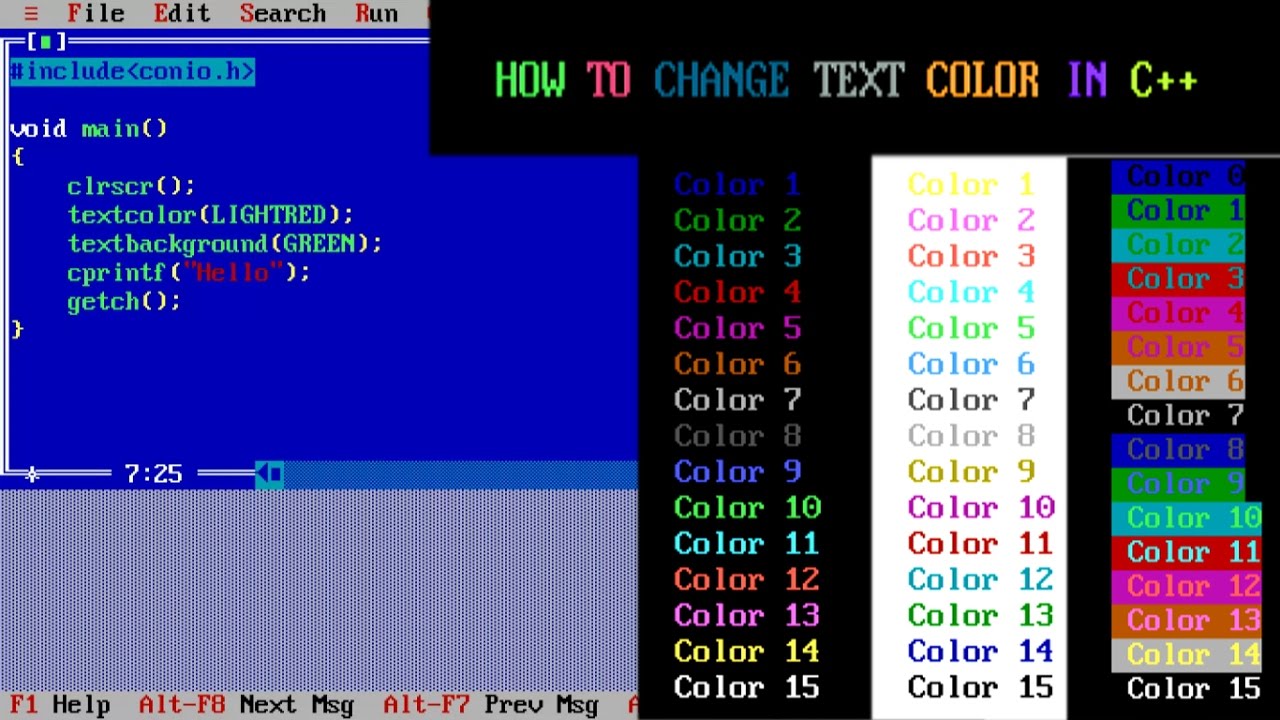 ≡ File Edit Search Run
[■]
#include<conio.h>
void main()
{
clrscr();
textcolor(LIGHTRED);
textbackground(GREEN);
cprintf("Hello");
getch();
}
7:25
F1 Help Alt-F8 Next Msg Alt-F7 Prev Msg A
HOW TO CHANGE TEXT COLOR IN C++
Color 1
Color 2
Color 3
Color 4
Color 5
Color 6
Color 7
Color 8
Color 9
Color 10
Color 11
Color 12
Color 13
Color 14
Color 15
Color 1
Color 2
Color 3
Color 4
Color 5
Color 6
Color 7
Color 8
Color 9
Color 10
Color 11
Color 12
Color 13
Color 14
Color 15
Color 0
Color 1
Color 2
Color 3
Color 4
Color 5
Color 6
Color 7
Color 8
Color 9
Color 10
Color 11
Color 12
Color 13
Color 14
Color 15